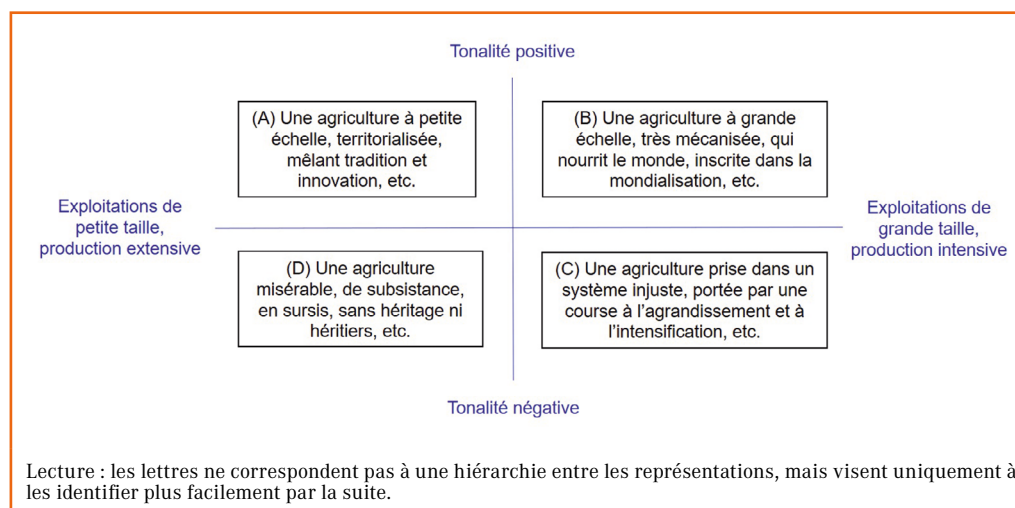 Tonalité positive
(A) Une agriculture à petite
échelle, territorialisée,
mêlant tradition et
innovation, etc.
(B) Une agriculture à grande
échelle, très mécanisée, qui
nourrit le monde, inscrite dans la
mondialisation, etc.
Exploitations de
petite taille,
production extensive
Exploitations de
grande taille,
production intensive
(D) Une agriculture
misérable, de subsistance,
en sursis, sans héritage ni
héritiers, etc.
(C) Une agriculture prise dans un
système injuste, portée par une
course à l'agrandissement et à
l'intensification, etc.
Tonalité négative
Lecture : les lettres ne correspondent pas à une hiérarchie entre les représentations, mais visent uniquement à
les identifier plus facilement par la suite.